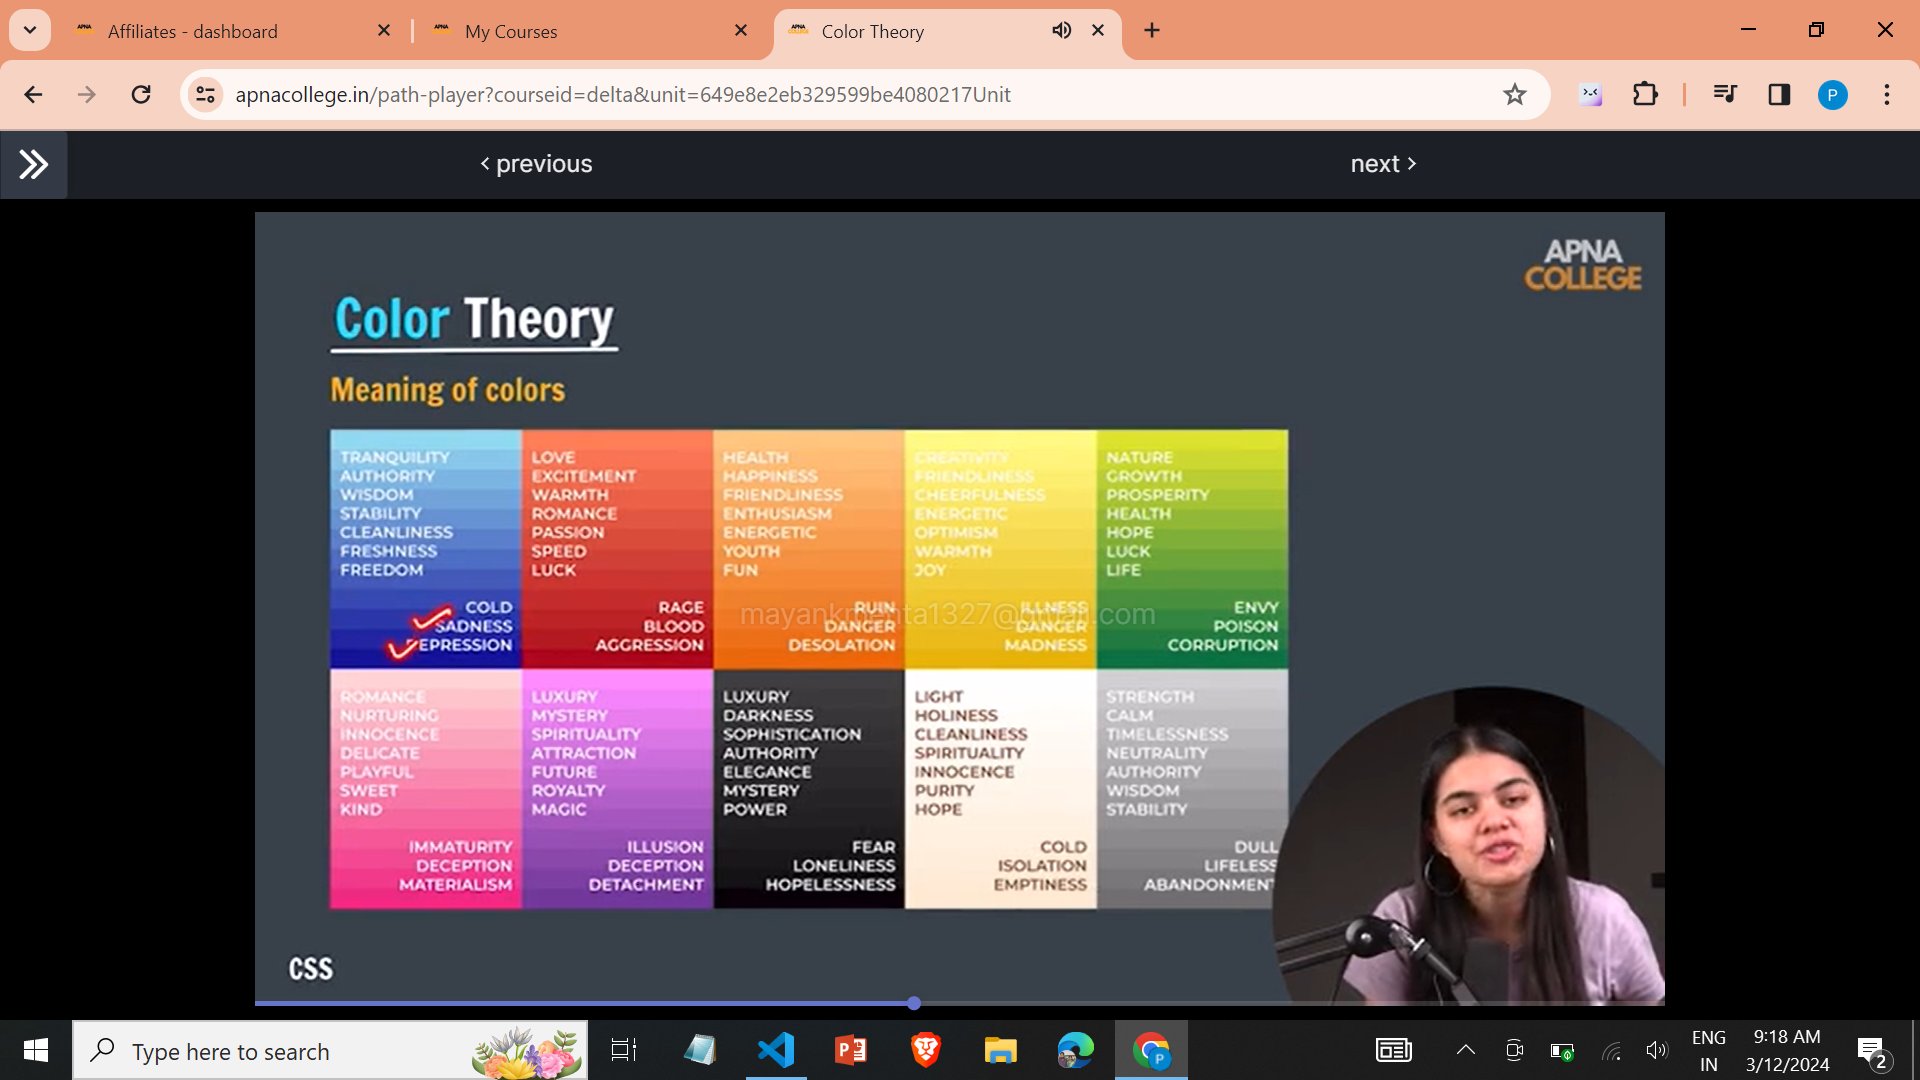 Affiliates - dashboard
My Courses
Color Theory
apnacollege.in/path-player?courseid=delta&unit=649e8e2eb329599be4080217Unit
P
< previous
next >
APNA
COLLEGE
Color Theory
Meaning of colors
TRANQUILITY
AUTHORITY
WISDOM
STABILITY
CLEANLINESS
FRESHNESS
FREEDOM
COLD
SADNESS
EPRESSION
LOVE
EXCITEMENT
WARMTH
ROMANCE
PASSION
SPEED
LUCK
RAGE
BLOOD
AGGRESSION
HEALTH
HAPPINESS
FRIENDLINESS
ENTHUSIASM
ENERGETIC
YOUTH
FUN
RUIN
DANGER
DESOLATION
CREATIVITY
FRIENDLINESS
CHEERFULNESS
ENERGETIC
OPTIMISM
WARMTH
JOY
ILLNESS
DANGER
MADNESS
NATURE
GROWTH
PROSPERITY
HEALTH
HOPE
LUCK
LIFE
ENVY
POISON
CORRUPTION
ROMANCE
NURTURING
INNOCENCE
DELICATE
PLAYFUL
SWEET
KIND
IMMATURITY
DECEPTION
MATERIALISM
LUXURY
MYSTERY
SPIRITUALITY
ATTRACTION
FUTURE
ROYALTY
MAGIC
ILLUSION
DECEPTION
DETACHMENT
LUXURY
DARKNESS
SOPHISTICATION
AUTHORITY
ELEGANCE
MYSTERY
POWER
FEAR
LONELINESS
HOPELESSNESS
LIGHT
HOLINESS
CLEANLINESS
SPIRITUALITY
INNOCENCE
PURITY
HOPE
COLD
ISOLATION
EMPTINESS
STRENGTH
CALM
TIMELESSNESS
NEUTRALITY
AUTHORITY
WISDOM
STABILITY
DULL
LIFELESS
ABANDONMENT
CSS
Type here to search
ENG
IN
9:18 AM
3/12/2024
2